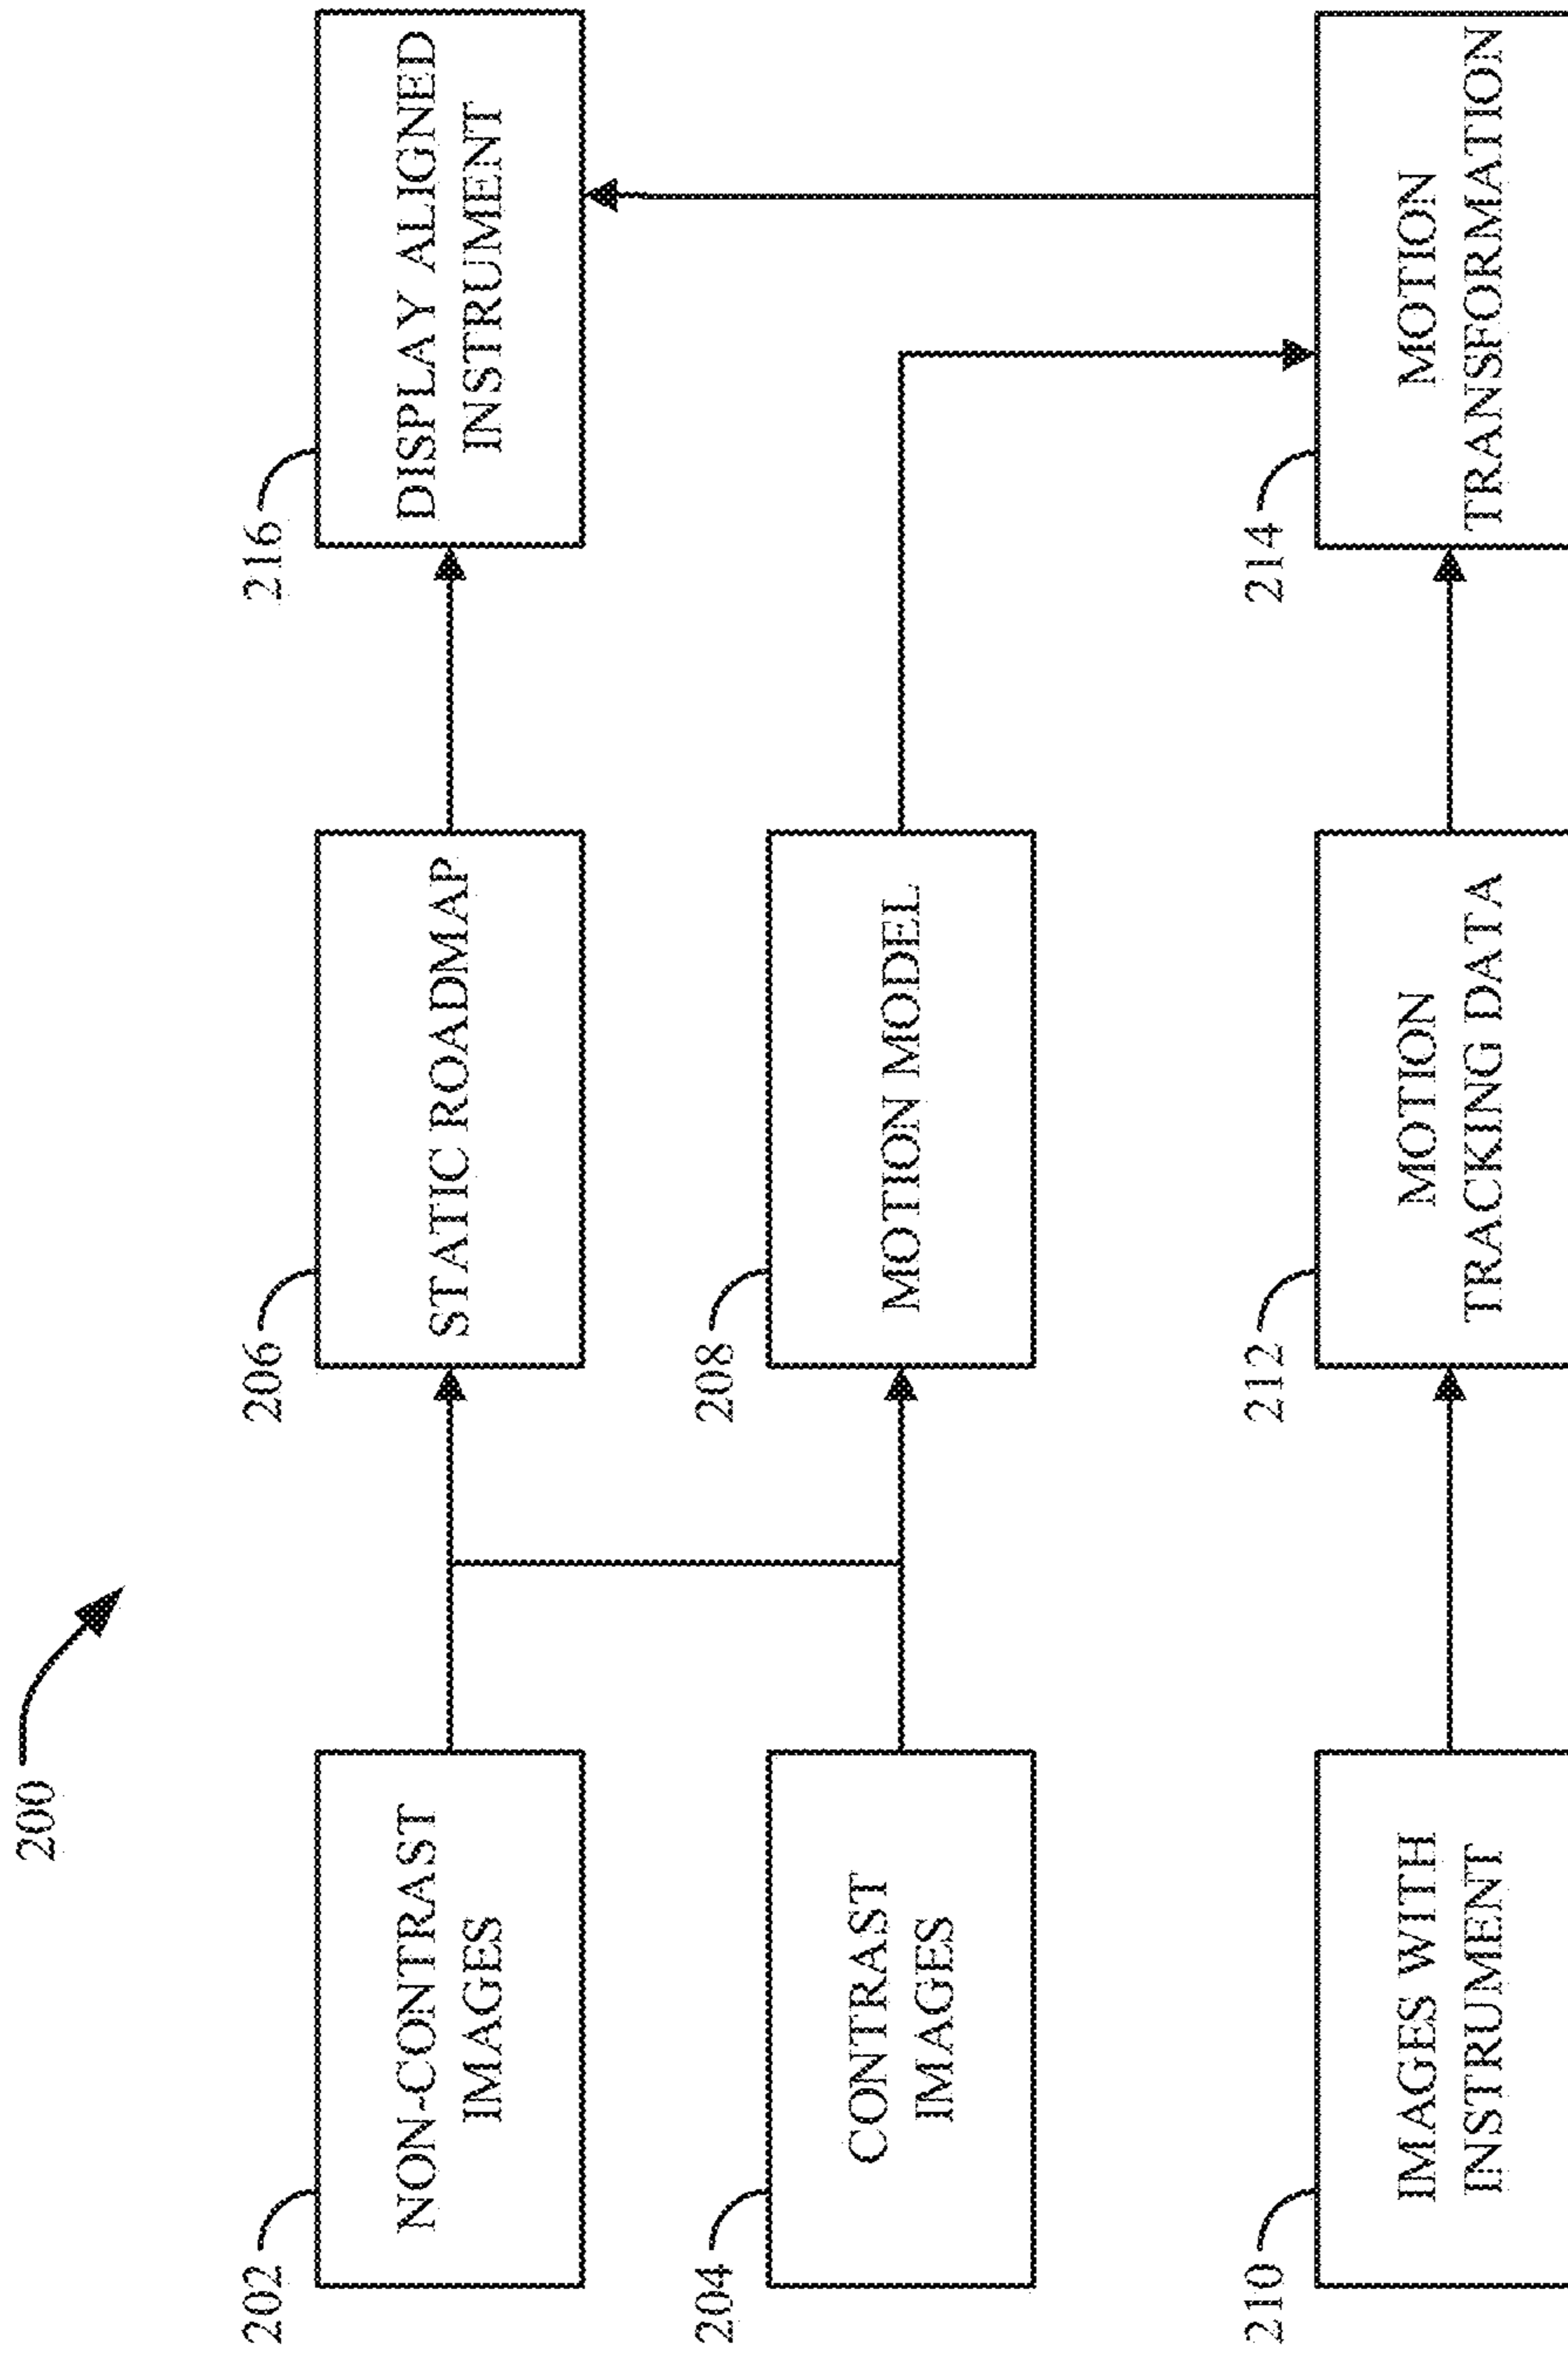 200
202
NON-CONTRAST
IMAGES
206
STATIC ROADMAP
216
DISPLAY ALIGNED
INSTRUMENT
204
CONTRAST
IMAGES
208
MOTION MODEL
210
IMAGES WITH
INSTRUMENT
212
MOTION
TRACKING DATA
214
MOTION
TRANSFORMATION